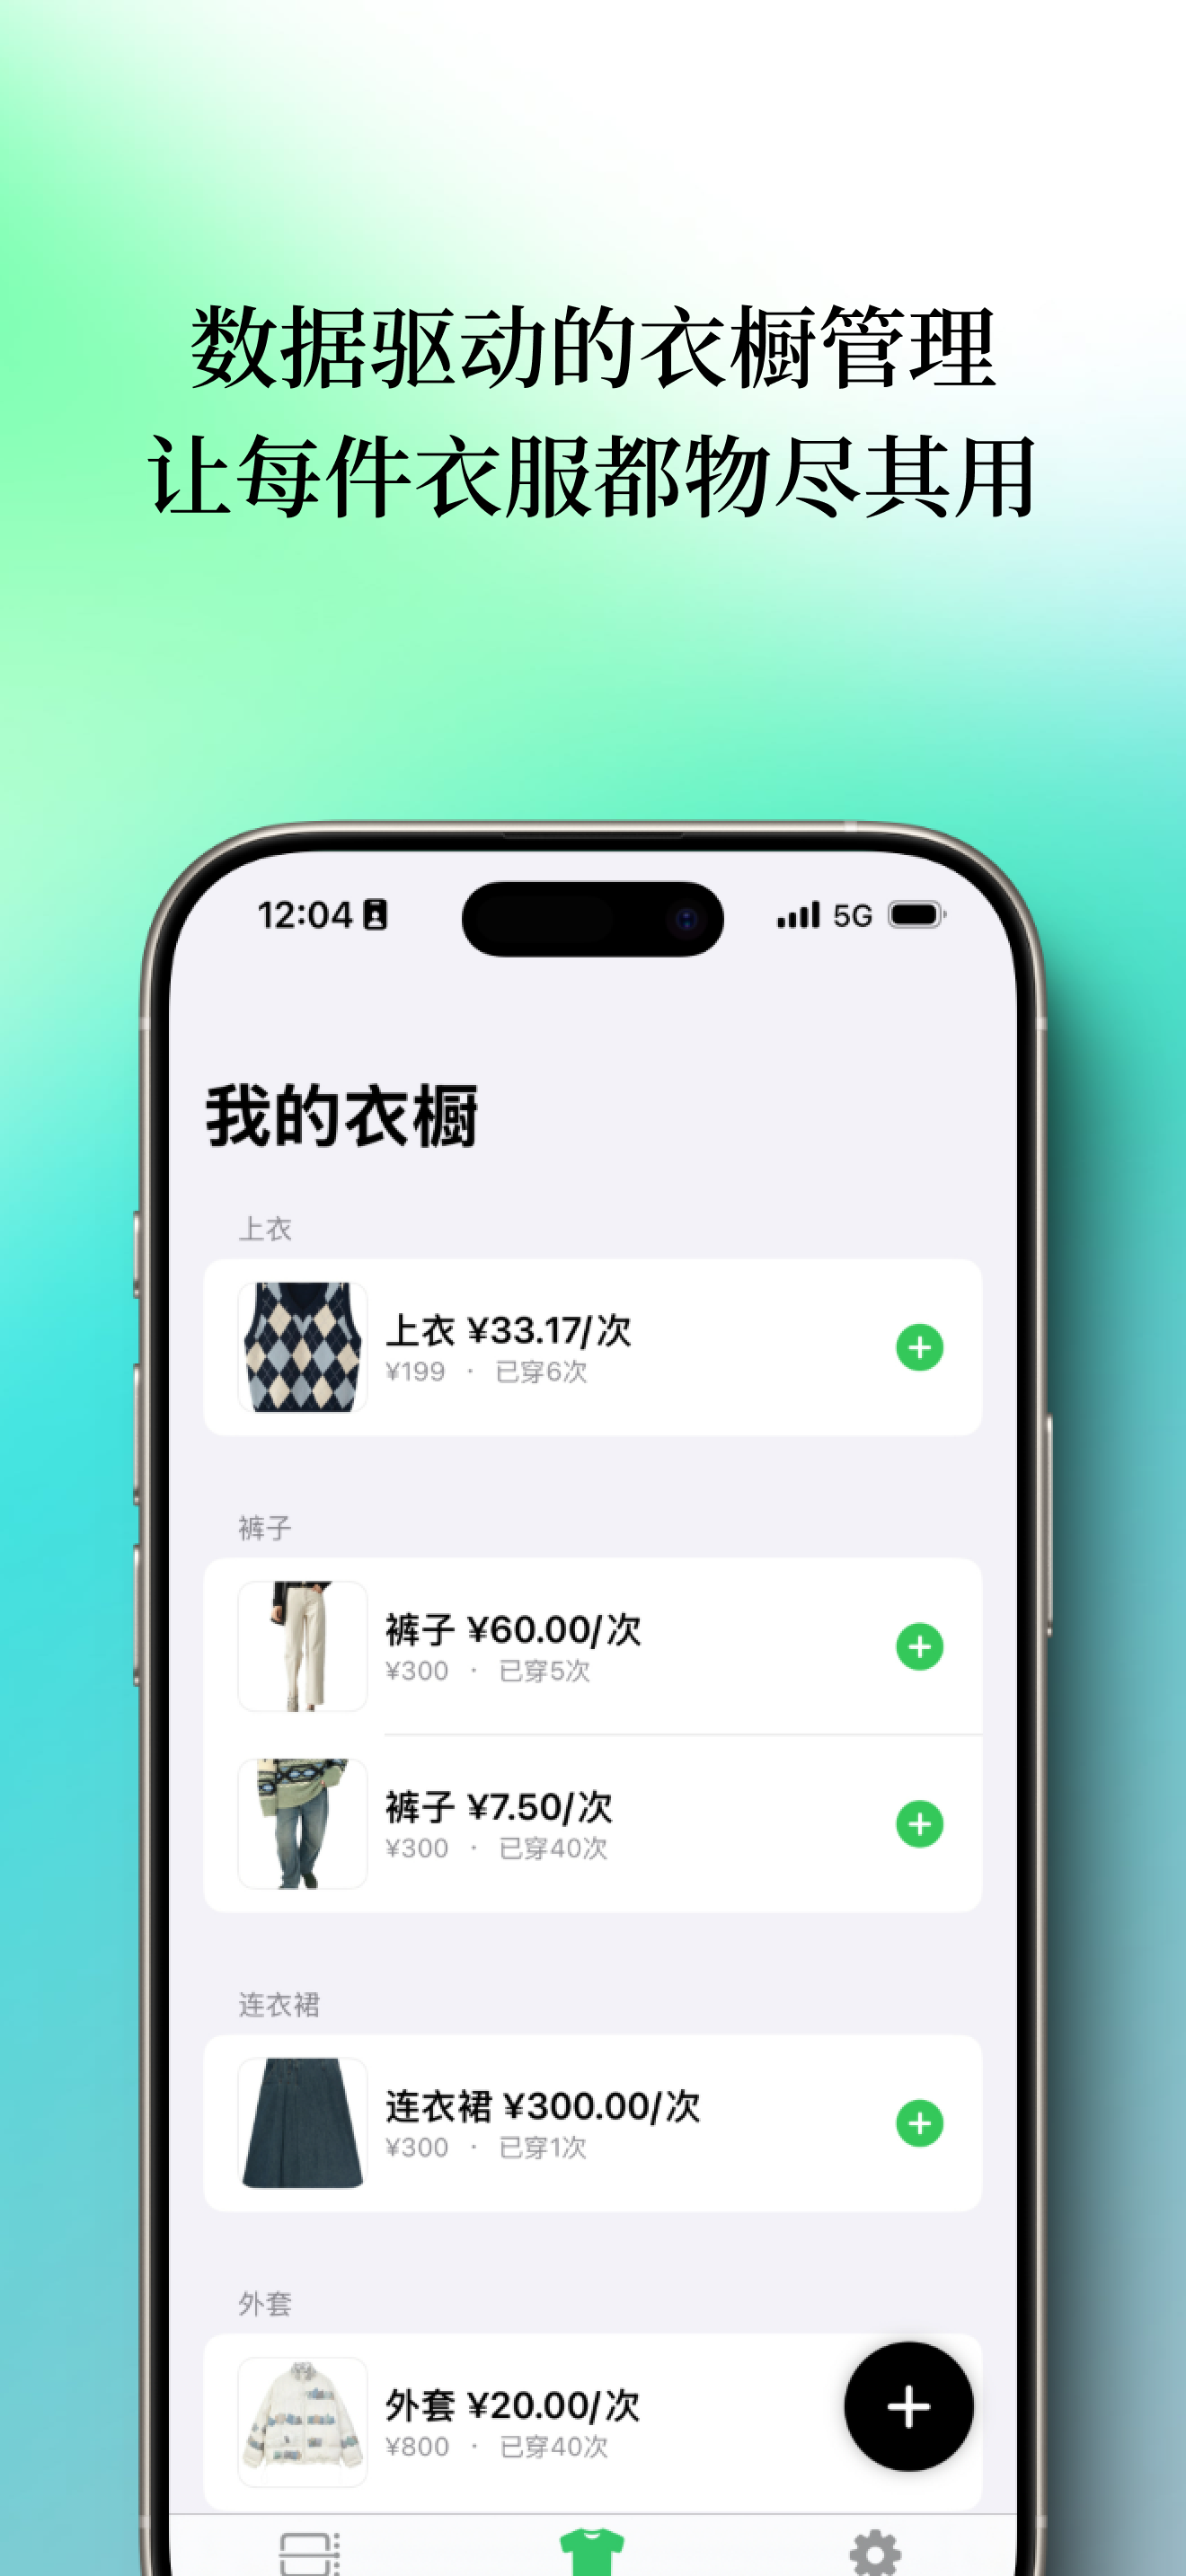 数据驱动的衣橱管理
让每件衣服都物尽其用
12:04
5G
我的衣橱
上衣
上衣 ¥33.17/次
¥199 · 已穿6次
裤子
裤子 ¥60.00/次
¥300 · 已穿5次
裤子 ¥7.50/次
¥300 · 已穿40次
连衣裙
连衣裙 ¥300.00/次
¥300 · 已穿1次
外套
外套 ¥20.00/次
¥800 · 已穿40次